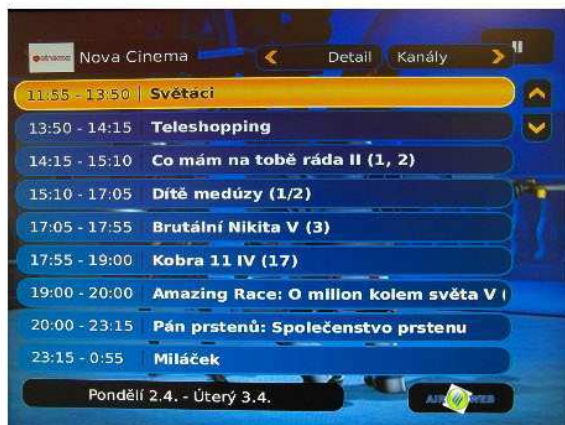 Nova Cinema
Detail
Kanály
11:55 - 13:50 Světáci
13:50 - 14:15 Teleshopping
14:15 - 15:10 Co mám na tobě ráda II (1, 2)
15:10 - 17:05 Dítě medúzy (1/2)
17:05 - 17:55 Brutální Nikita V (3)
17:55 - 19:00 Kobra 11 IV (17)
19:00 - 20:00 Amazing Race: O milion kolem světa V (
20:00 - 23:15 Pán prstenů: Společenstvo prstenu
23:15 - 0:55 Miláček
Pondělí 2.4. - Úterý 3.4.
AIR WEB